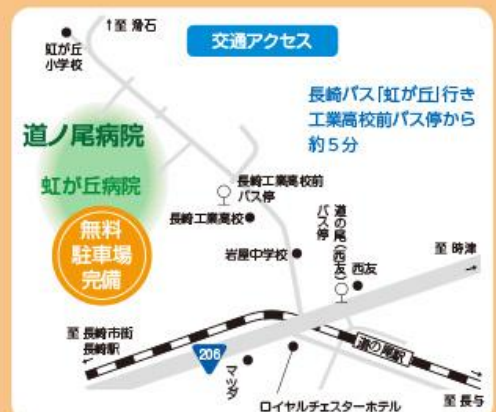 ↑至 滑石
交通アクセス
虹が丘
小学校
長崎バス「虹が丘」行き
工業高校前バス停から
約5分
道ノ尾病院
虹が丘病院
無料
駐車場
完備
長崎工業高校前
バス停
長崎工業高校
道の尾(西友)
バス停
岩屋中学校
西友
至 時津
→
至 長崎市街
長崎駅
←
206
マツダ
道の尾駅
ロイヤルチェスターホテル
至 長与
→